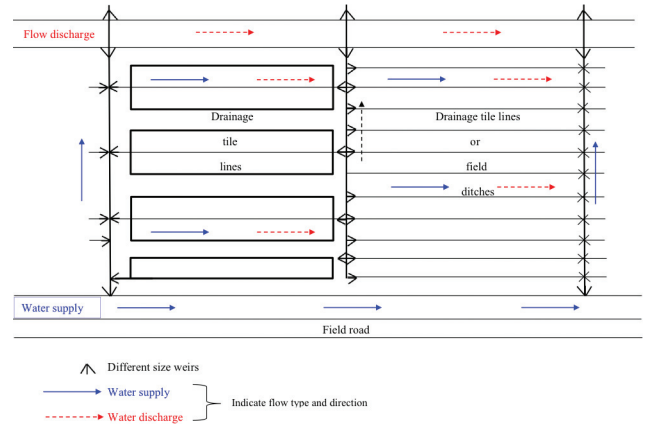 Flow discharge
Drainage
tile
lines
Drainage tile lines
or
field
ditches
Water supply
Field road
Different size weirs
Water supply
Water discharge
Indicate flow type and direction